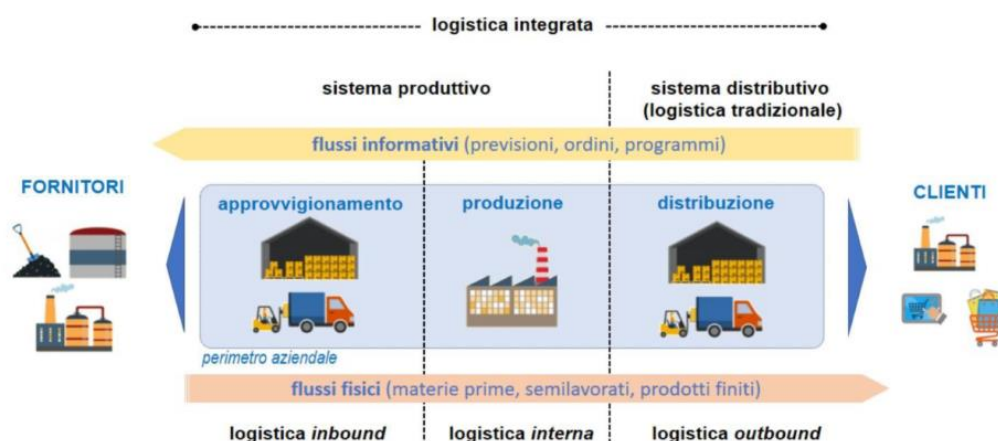 logistica integrata
sistema produttivo
sistema distributivo
(logistica tradizionale)
flussi informativi (previsioni, ordini, programmi)
FORNITORI
approvvigionamento
produzione
distribuzione
CLIENTI
perimetro aziendale
flussi fisici (materie prime, semilavorati, prodotti finiti)
logistica inbound
logistica interna
logistica outbound